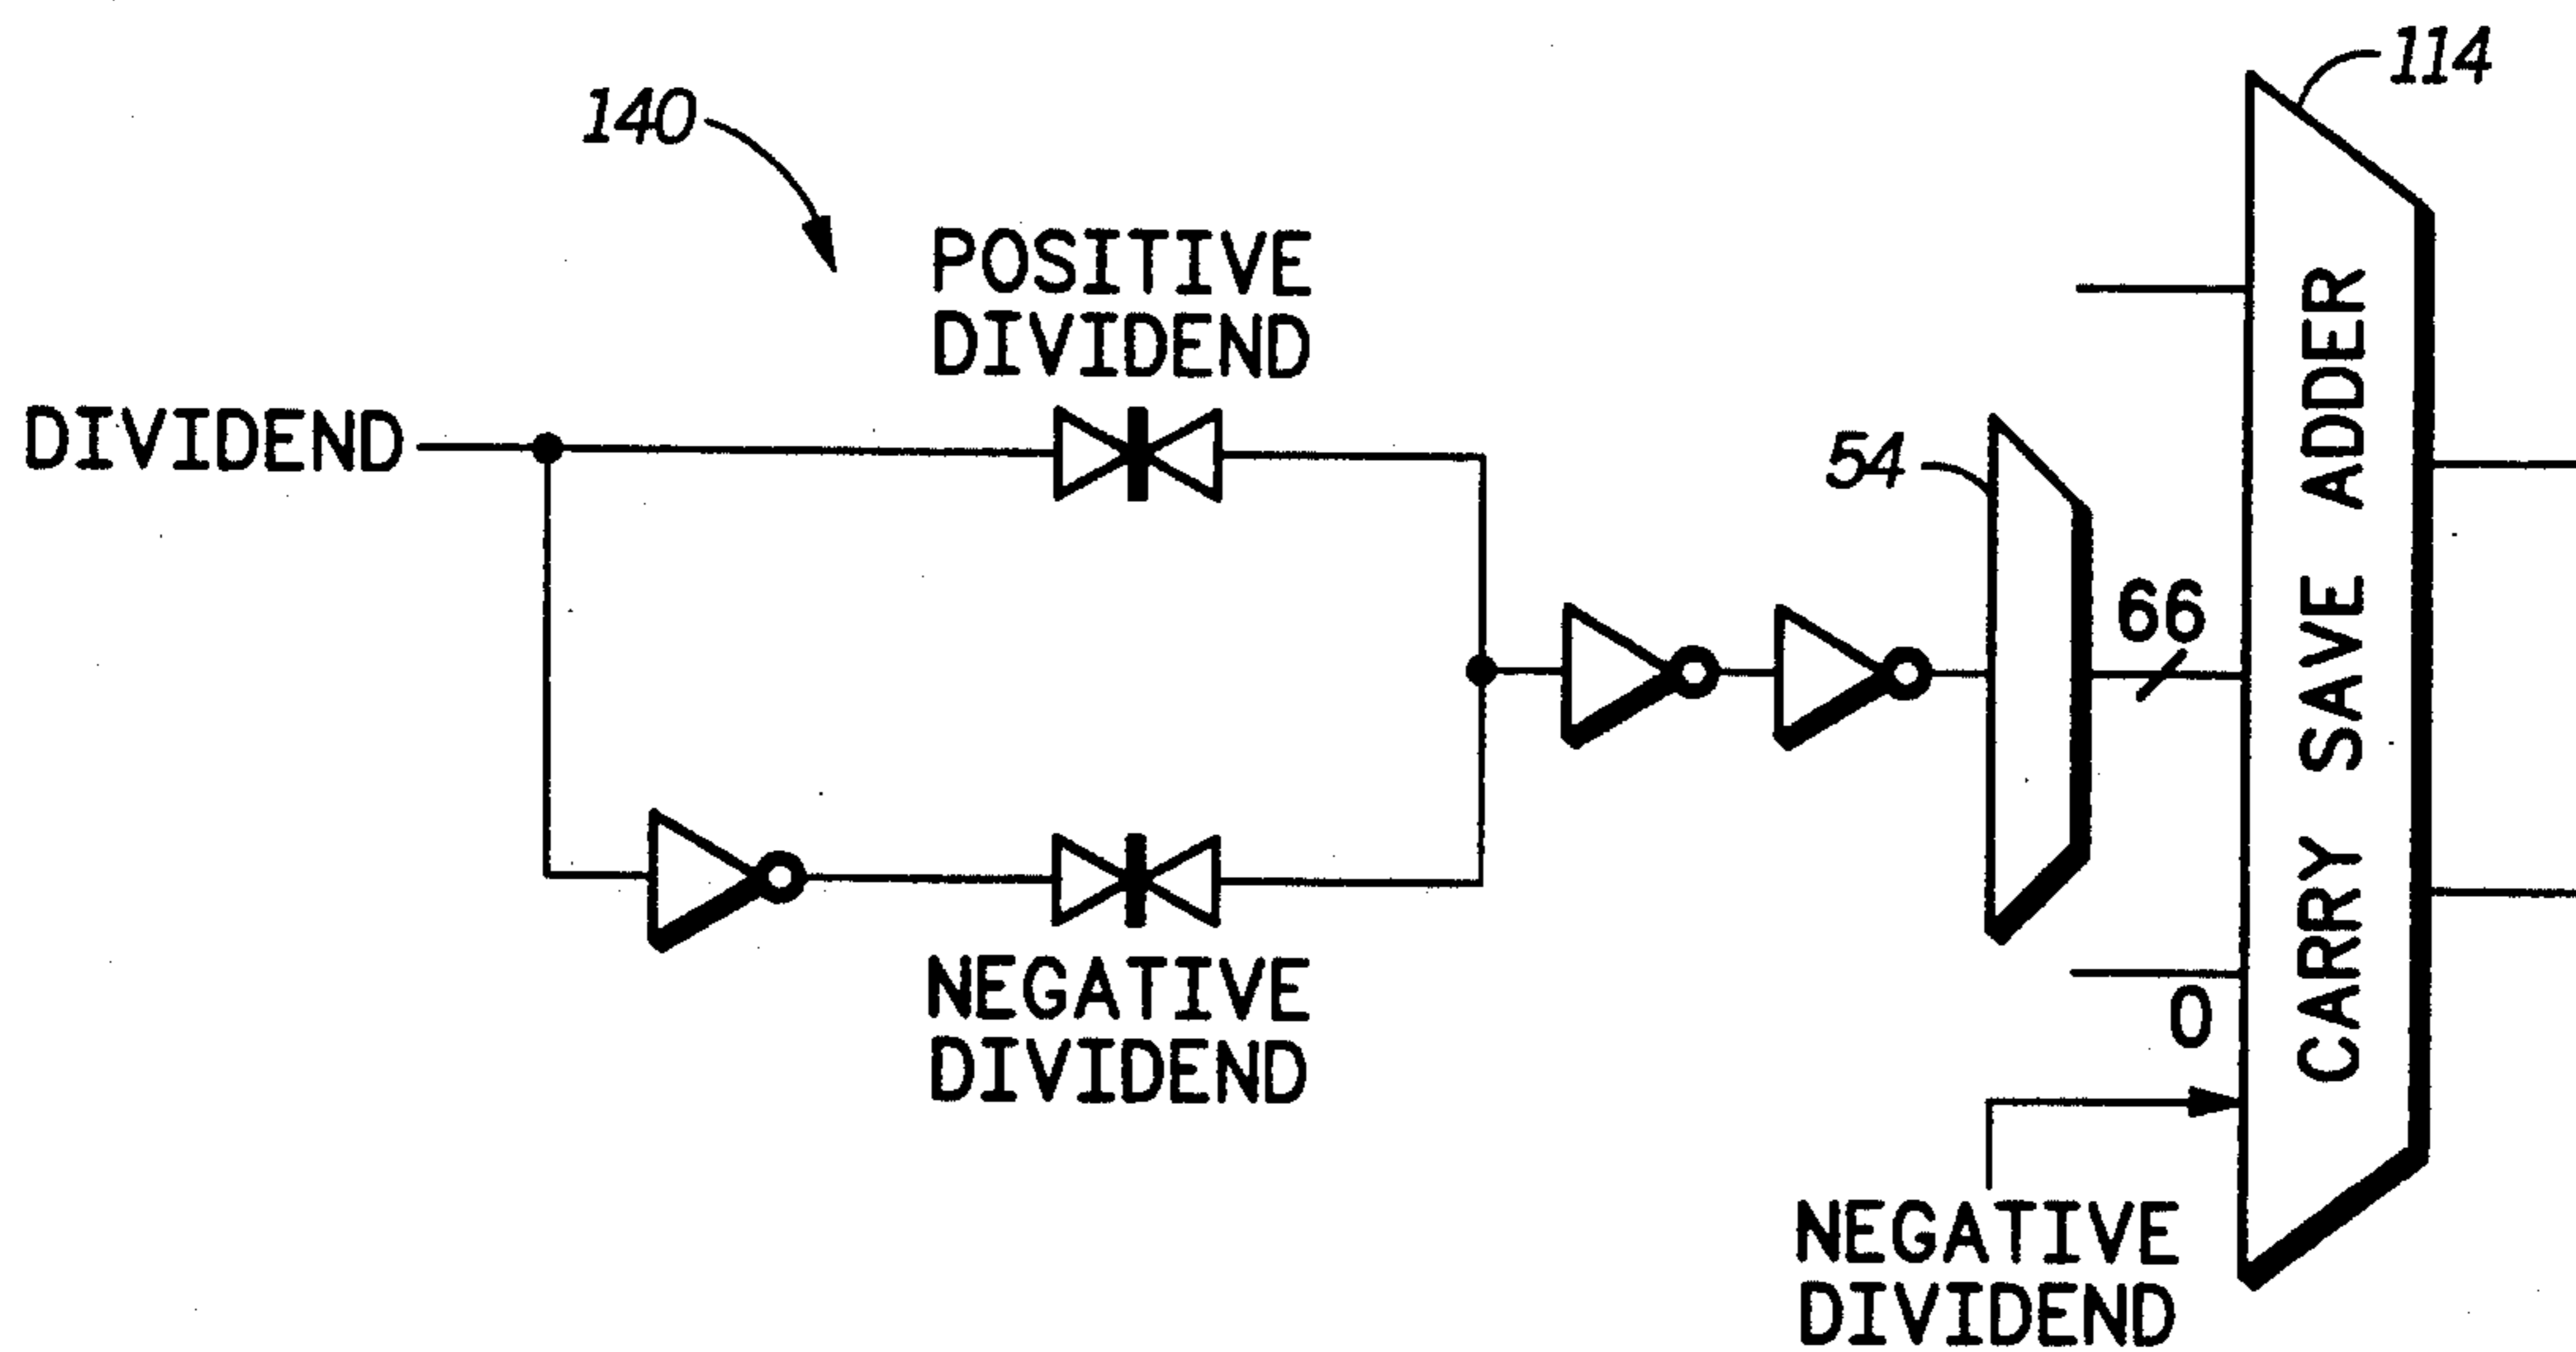 114
140
POSITIVE
DIVIDEND
DIVIDEND
54
66
CARRY SAVE ADDER
NEGATIVE
DIVIDEND
0
NEGATIVE
DIVIDEND